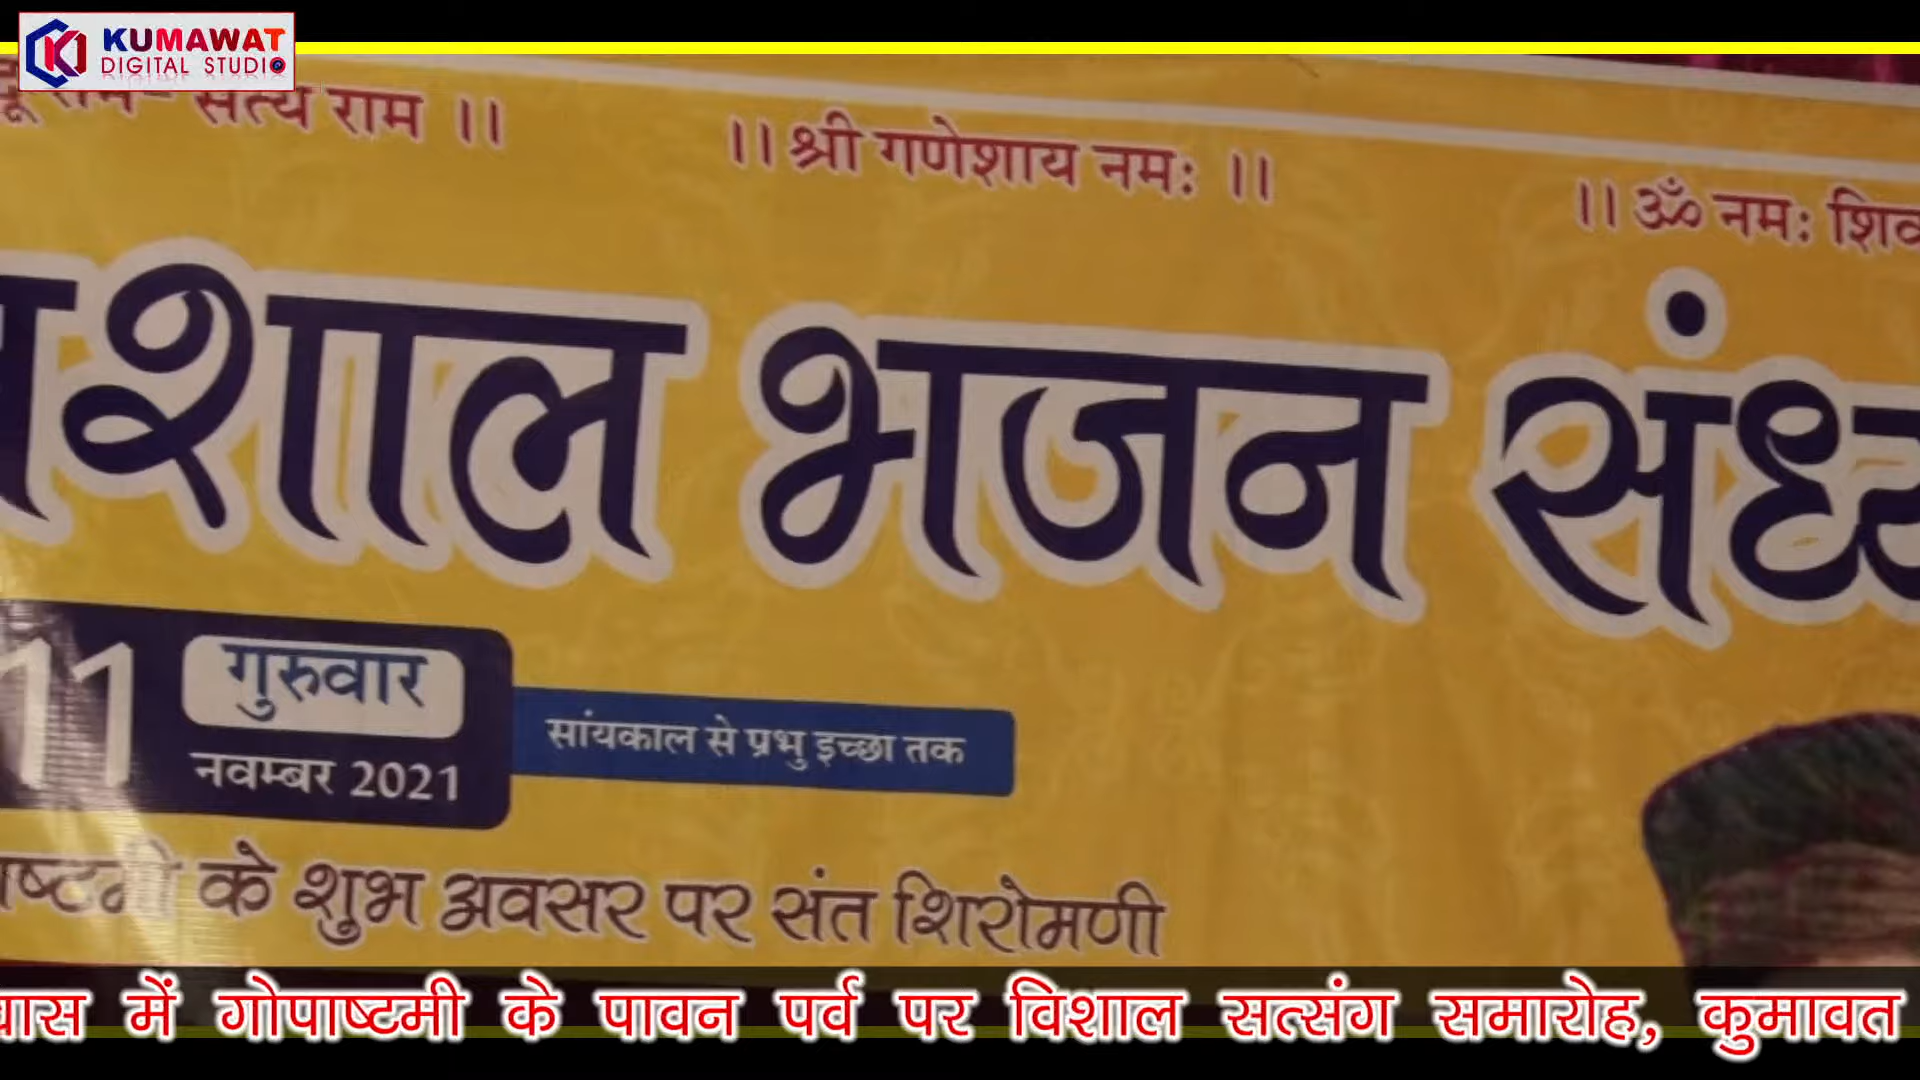 KUMAWAT
DIGITAL STUDIO
सत्य राम ।।
।। श्री गणेशाय नमः ।।
।। ॐ नमः
भजन
11
गुरुवार
नवम्बर 2021
सांयकाल से प्रभु इच्छा तक
के शुभ अवसर पर संत शिरोमणी
में गोपाष्टमी के पावन पर्व पर विशाल सत्संग समारोह, कुमावत